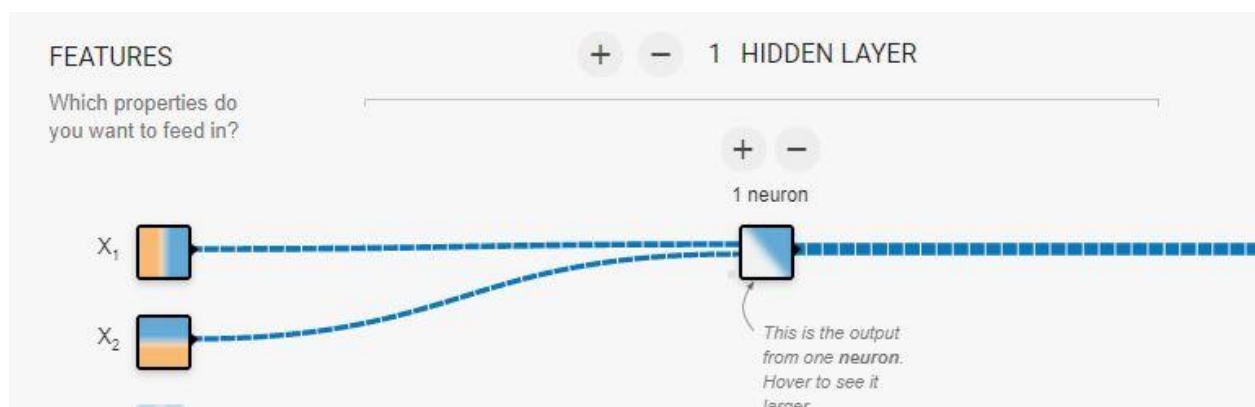 FEATURES
Which properties do
you want to feed in?
+ − 1 HIDDEN LAYER
+ −
1 neuron
X1
X2
This is the output
from one neuron.
Hover to see it
larger.